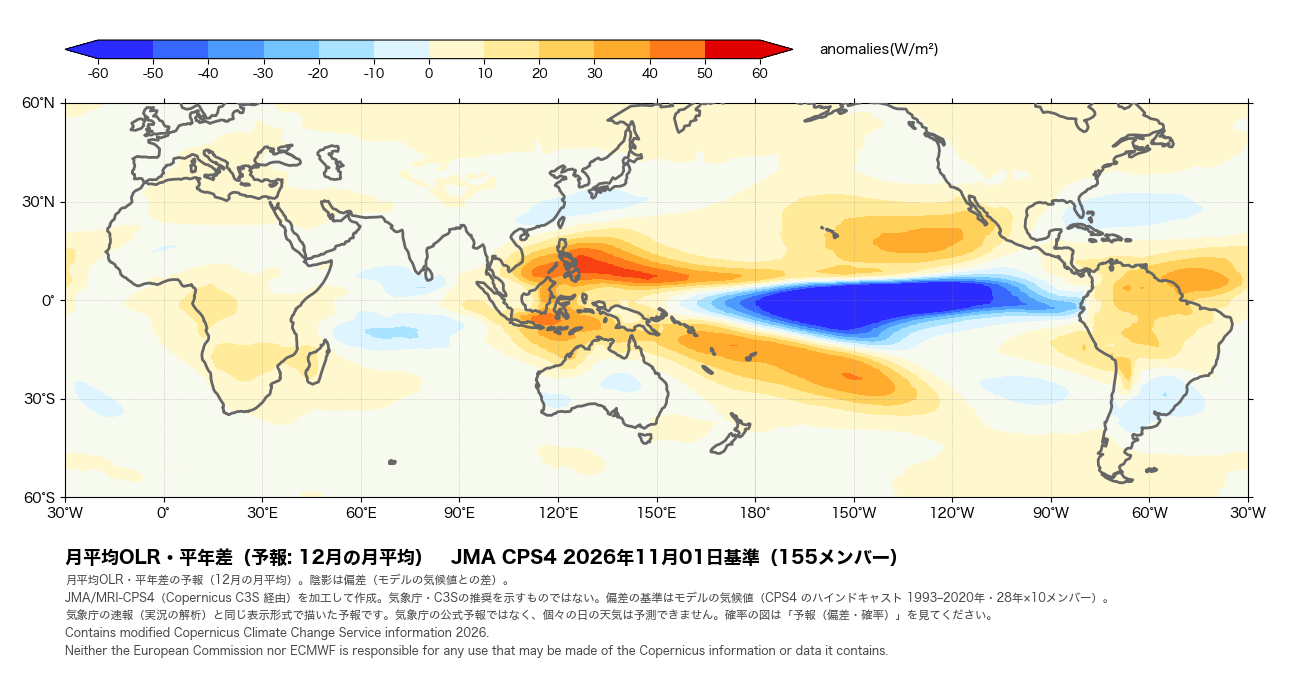 anomalies(W/m²)
-60 -50 -40 -30 -20 -10 0 10 20 30 40 50 60
60°N
30°N
0°
30°S
60°S
30°W 0° 30°E 60°E 90°E 120°E 150°E 180° 150°W 120°W 90°W 60°W 30°W
月平均OLR・平年差（予報: 12月の月平均） JMA CPS4 2026年11月01日基準（155メンバー）
月平均OLR・平年差の予報（12月の月平均）。陰影は偏差（モデルの気候値との差）。
JMA/MRI-CPS4（Copernicus C3S 経由）を加工して作成。気象庁・C3Sの推奨を示すものではない。偏差の基準はモデルの気候値（CPS4 のハインドキャスト 1993–2020年・28年×10メンバー）。
気象庁の速報（実況の解析）と同じ表示形式で描いた予報です。気象庁の公式予報ではなく、個々の日の天気は予測できません。確率の図は「予報（偏差・確率）」を見てください。
Contains modified Copernicus Climate Change Service information 2026.
Neither the European Commission nor ECMWF is responsible for any use that may be made of the Copernicus information or data it contains.